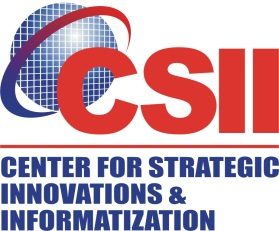 CSII
CENTER FOR STRATEGIC
INNOVATIONS &
INFORMATIZATION